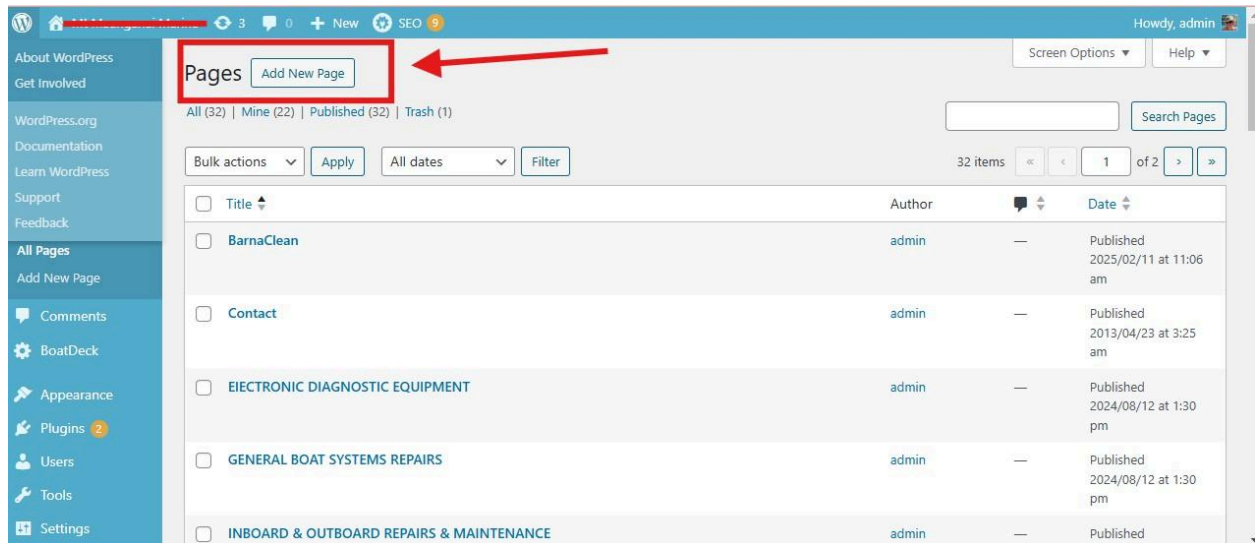 3 0 + New SEO 9 Howdy, admin
About WordPress
Get Involved
WordPress.org
Documentation
Learn WordPress
Support
Feedback
All Pages
Add New Page
Comments
BoatDeck
Appearance
Plugins 2
Users
Tools
Settings
Screen Options ▼ Help ▼
Pages Add New Page
All (32) | Mine (22) | Published (32) | Trash (1)
Search Pages
Bulk actions Apply All dates Filter 32 items « ‹ 1 of 2 › »
Title Author Date
BarnaClean admin — Published
2025/02/11 at 11:06
am
Contact admin — Published
2013/04/23 at 3:25
am
ElECTRONIC DIAGNOSTIC EQUIPMENT admin — Published
2024/08/12 at 1:30
pm
GENERAL BOAT SYSTEMS REPAIRS admin — Published
2024/08/12 at 1:30
pm
INBOARD & OUTBOARD REPAIRS & MAINTENANCE admin — Published